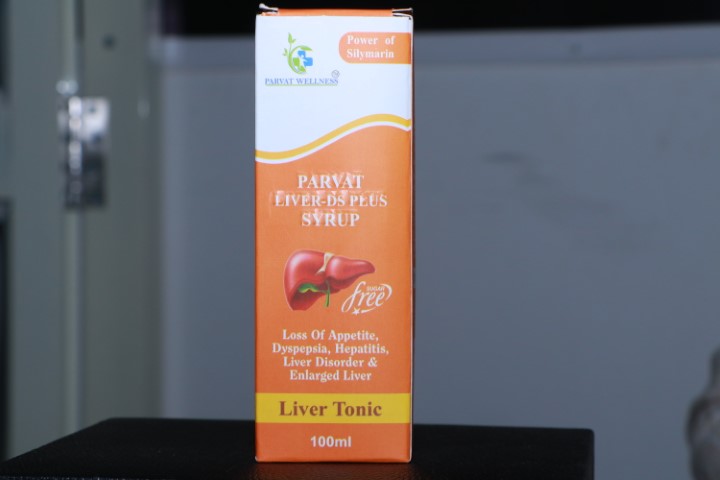 Power of
Silymarin
PARVAT WELLNESS
PARVAT
LIVER-DS PLUS
SYRUP
SUGAR
free
Loss Of Appetite,
Dyspepsia, Hepatitis,
Liver Disorder &
Enlarged Liver
Liver Tonic
100ml